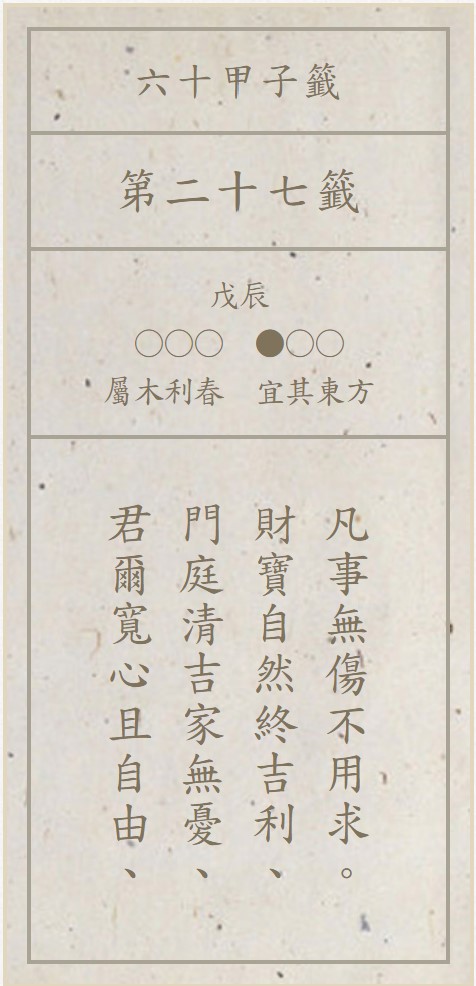 六十甲子籤
第二十七籤
戊辰
○○○　●○○
屬木利春　宜其東方
君爾寬心且自由、
門庭清吉家無憂、
財寶自然終吉利、
凡事無傷不用求。